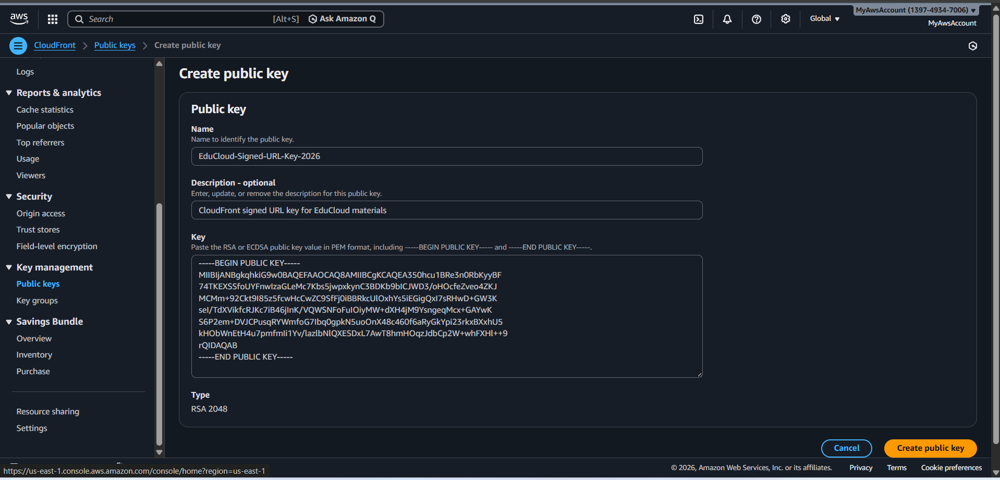 aws
Search
[Alt+S]
Ask Amazon Q
Global
MyAwsAccount (1397-4934-7006)
MyAwsAccount
CloudFront
Public keys
Create public key
Logs
Reports & analytics
Cache statistics
Popular objects
Top referrers
Usage
Viewers
Security
Origin access
Trust stores
Field-level encryption
Key management
Public keys
Key groups
Savings Bundle
Overview
Inventory
Purchase
Resource sharing
Settings
Create public key
Public key
Name
Name to identify the public key.
EduCloud-Signed-URL-Key-2026
Description - optional
Enter, update, or remove the description for this public key.
CloudFront signed URL key for EduCloud materials
Key
Paste the RSA or ECDSA public key value in PEM format, including -----BEGIN PUBLIC KEY----- and -----END PUBLIC KEY-----.
-----BEGIN PUBLIC KEY-----
MIIBIjANBgkqhkiG9w0BAQEFAAOCAQ8AMIIBCgKCAQEA350hcu1BRe3n0RbKyyBF
74TKEXSSfoUYFnwIzaGLeMc7Kbs5jwpxkynC3BDKb9bICJWD3/oHOcfeZveo4ZKJ
MCMm+92Ckt9I85z5fcwHcCwZC9SfFj0iBBRkcUlOxhYs5iEGigQxI7sRHwD+GW3K
seI/TdXVikfcRJKc7iB46jInK/VQWSNFoFuIOiyMW+dXH4jM9YsngeqMcx+GAYwK
S6P2em+DVJCPusqRYWmfoG7Ibq0gpkN5uoOnX48c460f6aRyGkYpi23rkxBXxhU5
kHObWnEtH4u7pmfmIi1Yv/lazlbNlQXESDxL7AwT8hmHOqzJdbCp2W+whFXHl++9
rQIDAQAB
-----END PUBLIC KEY-----
Type
RSA 2048
Cancel
Create public key
https://us-east-1.console.aws.amazon.com/console/home?region=us-east-1
© 2026, Amazon Web Services, Inc. or its affiliates.
Privacy
Terms
Cookie preferences